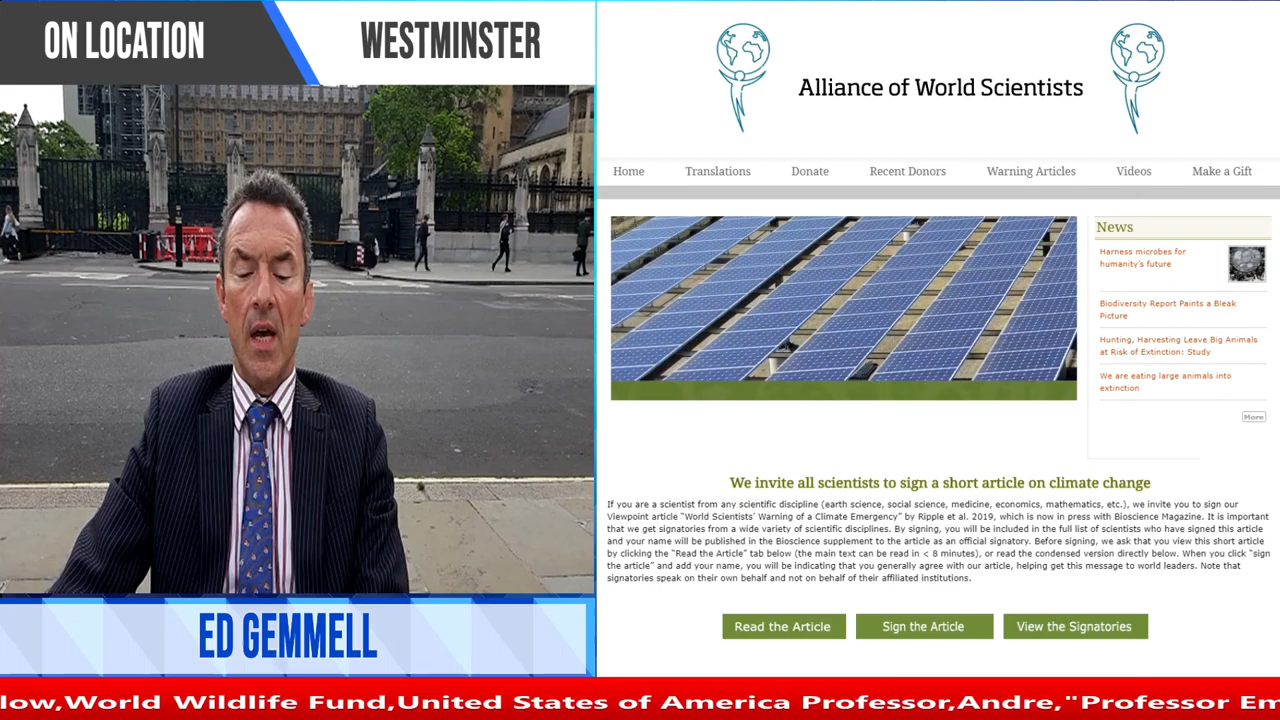 ON LOCATION
WESTMINSTER
Alliance of World Scientists
Home
Translations
Donate
Recent Donors
Warning Articles
Videos
Make a Gift
News
Harness microbes for
humanity's future
Biodiversity Report Paints a Bleak
Picture
Hunting, Harvesting Leave Big Animals
at Risk of Extinction: Study
We are eating large animals into
extinction
More
We invite all scientists to sign a short article on climate change
If you are a scientist from any scientific discipline (earth science, social science, medicine, economics, mathematics, etc.), we invite you to sign our
Viewpoint article "World Scientists' Warning of a Climate Emergency" by Ripple et al. 2019, which is now in press with Bioscience Magazine. It is important
that we get signatories from a wide variety of scientific disciplines. By signing, you will be included in the full list of scientists who have signed this article
and your name will be published in the Bioscience supplement to the article as an official signatory. Before signing, we ask that you view this short article
by clicking the "Read the Article" tab below (the main text can be read in < 8 minutes), or read the condensed version directly below. When you click "sign
the article" and add your name, you will be indicating that you generally agree with our article, helping get this message to world leaders. Note that
signatories speak on their own behalf and not on behalf of their affiliated institutions.
Read the Article
Sign the Article
View the Signatories
ED GEMMELL
low,World Wildlife Fund,United States of America Professor,Andre,"Professor Em